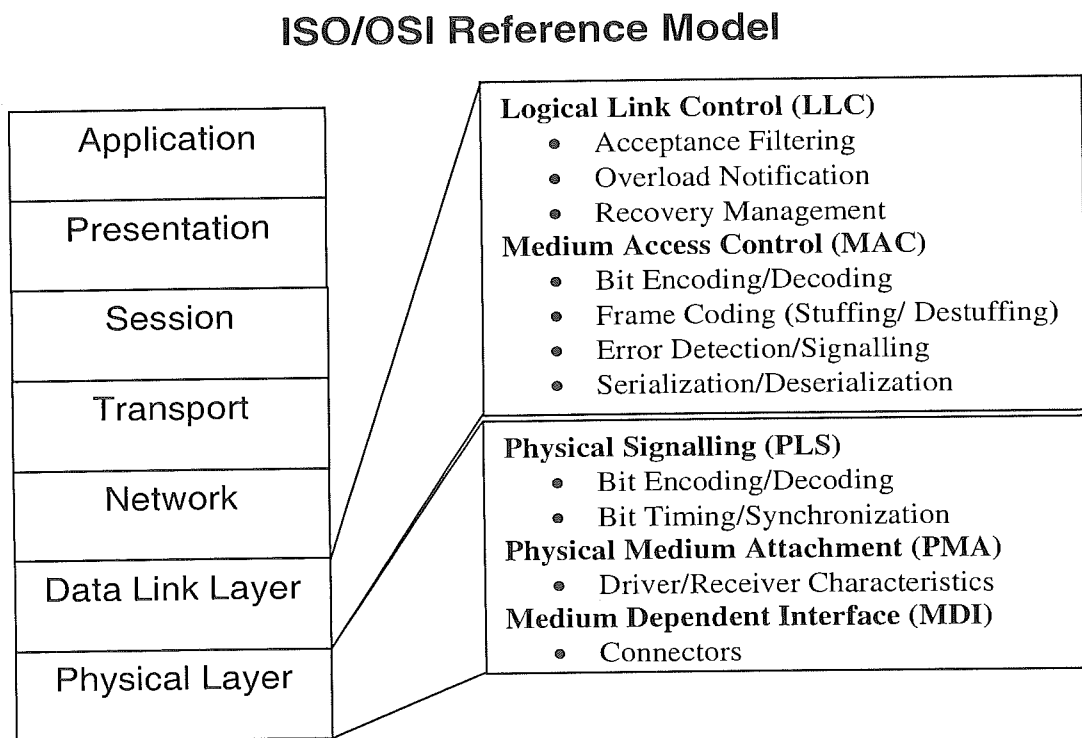 ISO/OSI Reference Model
Application
Presentation
Session
Transport
Network
Data Link Layer
Physical Layer
Logical Link Control (LLC)
• Acceptance Filtering
• Overload Notification
• Recovery Management
Medium Access Control (MAC)
• Bit Encoding/Decoding
• Frame Coding (Stuffing/ Destuffing)
• Error Detection/Signalling
• Serialization/Deserialization
Physical Signalling (PLS)
• Bit Encoding/Decoding
• Bit Timing/Synchronization
Physical Medium Attachment (PMA)
• Driver/Receiver Characteristics
Medium Dependent Interface (MDI)
• Connectors